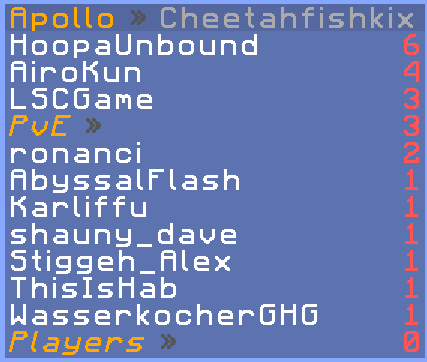 Apollo » Cheetahfishkix
HoopaUnbound 6
AiroKun 4
LSCGame 3
PvE » 3
ronanci 2
AbyssalFlash 1
Karliffu 1
shauny_dave 1
Stiggeh_Alex 1
ThisIsHab 1
WasserkocherGHG 1
Players » 0